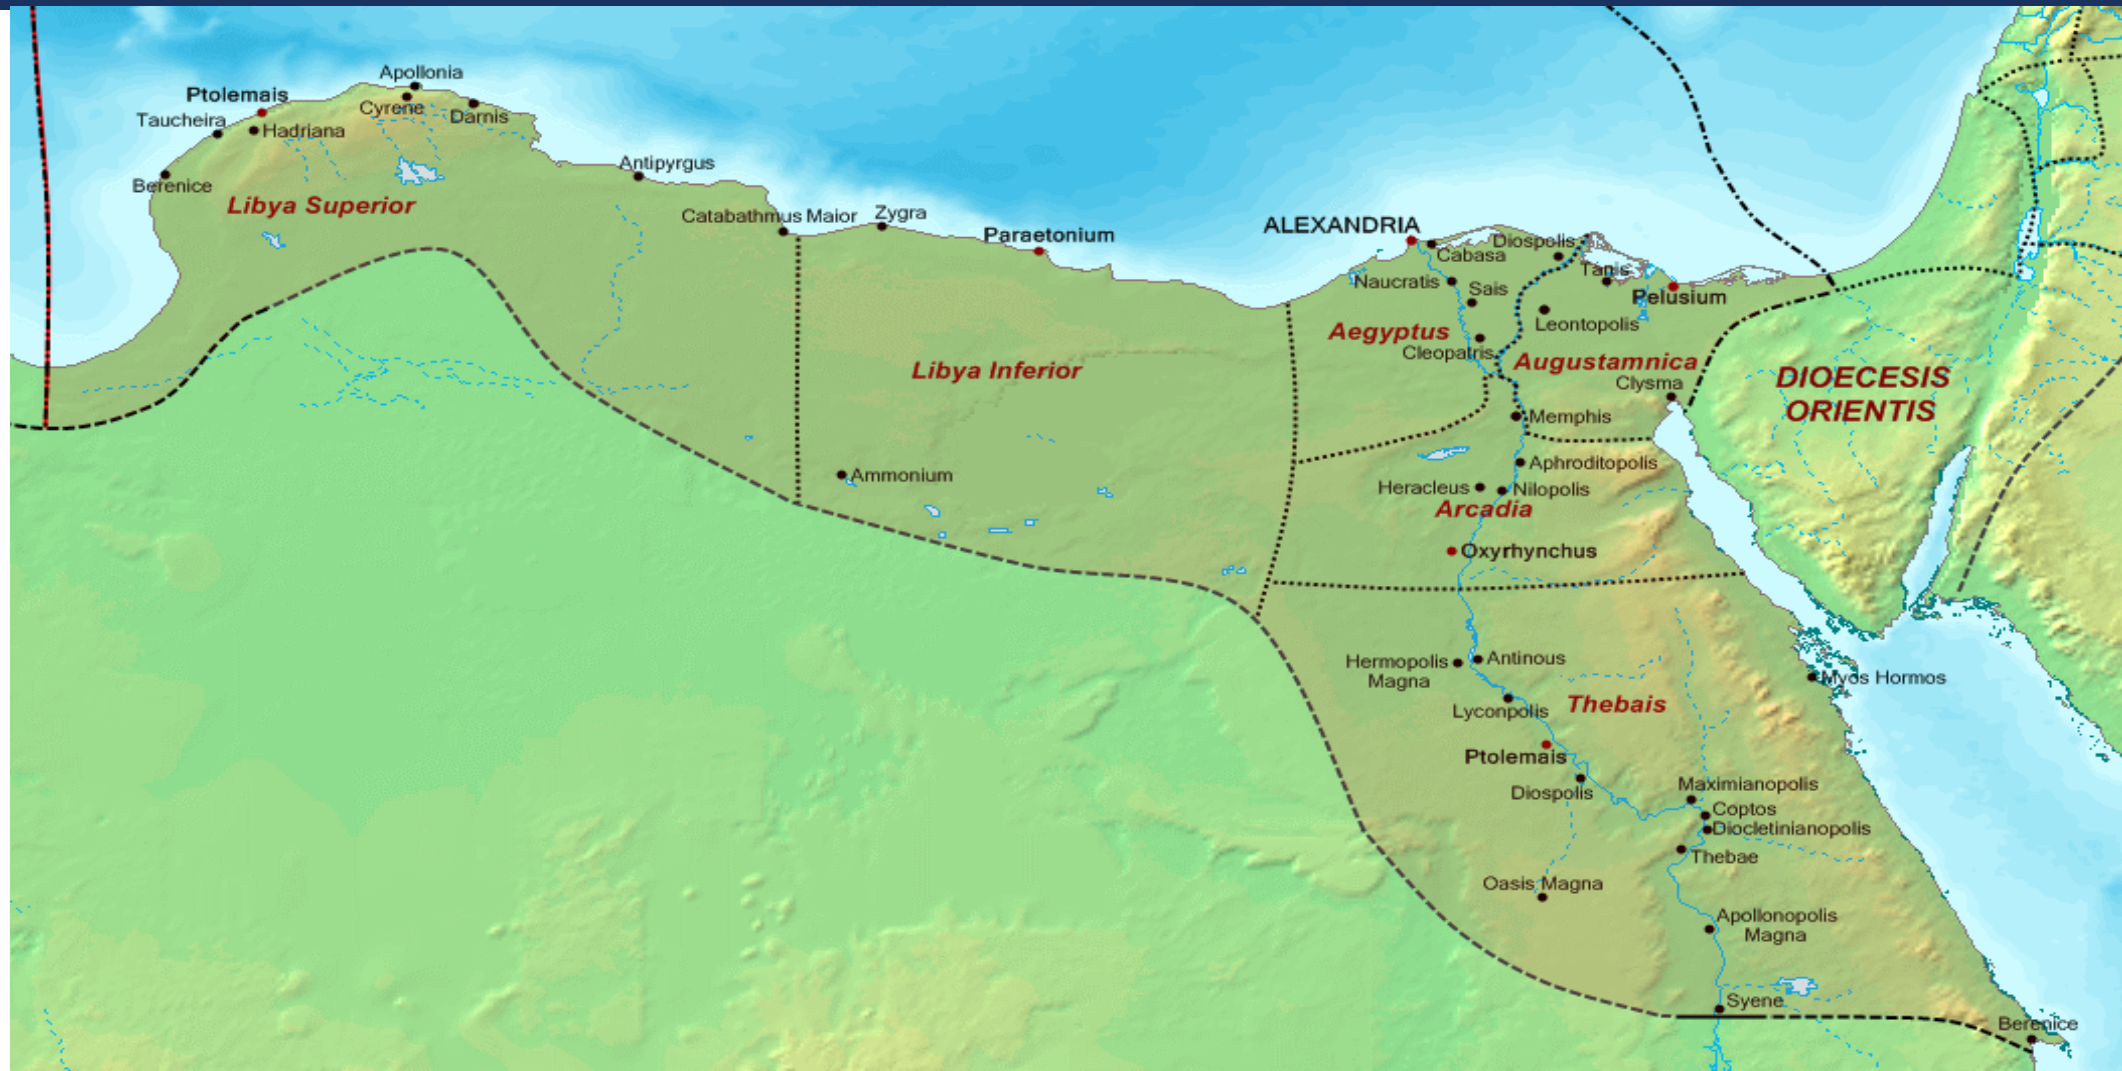 Apollonia
Ptolemais
Cyrene
Taucheira
Hadriana
Darnis
Berenice
Antipyrgus
Libya Superior
Catabathmus Maior
Zygra
Paraetonium
ALEXANDRIA
Cabasa
Diospolis
Naucratis
Sais
Tanis
Pelusium
Aegyptus
Leontopolis
Cleopatris
Augustamnica
Libya Inferior
Clysma
DIOECESIS
ORIENTIS
Memphis
Ammonium
Aphroditopolis
Heracleus
Nilopolis
Arcadia
Oxyrhynchus
Hermopolis
Magna
Antinous
Myos Hormos
Lyconpolis
Thebais
Ptolemais
Diospolis
Maximianopolis
Coptos
Diocletinianopolis
Thebae
Oasis Magna
Apollonopolis
Magna
Syene
Berenice